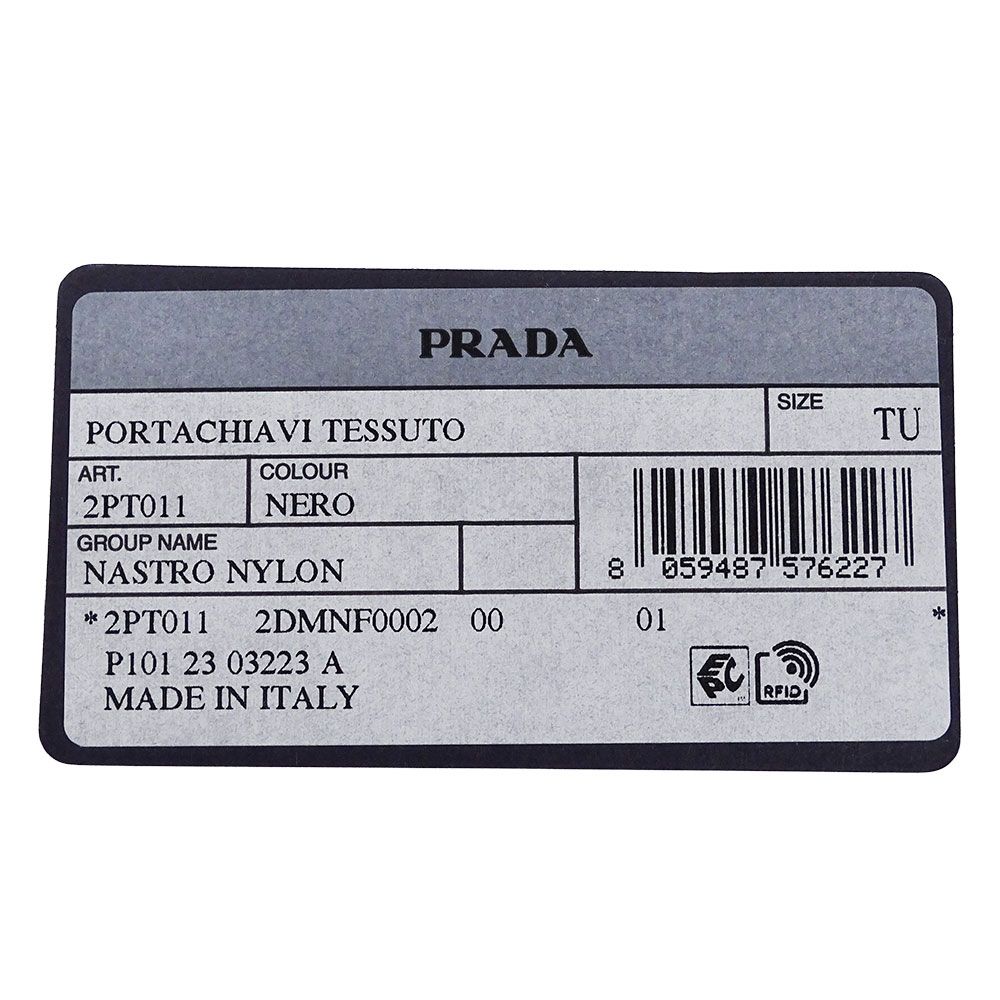 PRADA
PORTACHIAVI TESSUTO
SIZE
TU
ART.
2PT011
COLOUR
NERO
GROUP NAME
NASTRO NYLON
8 059487 576227
*2PT011 2DMNF0002 00 01 *
P101 23 03223 A
MADE IN ITALY
EPC
RFID